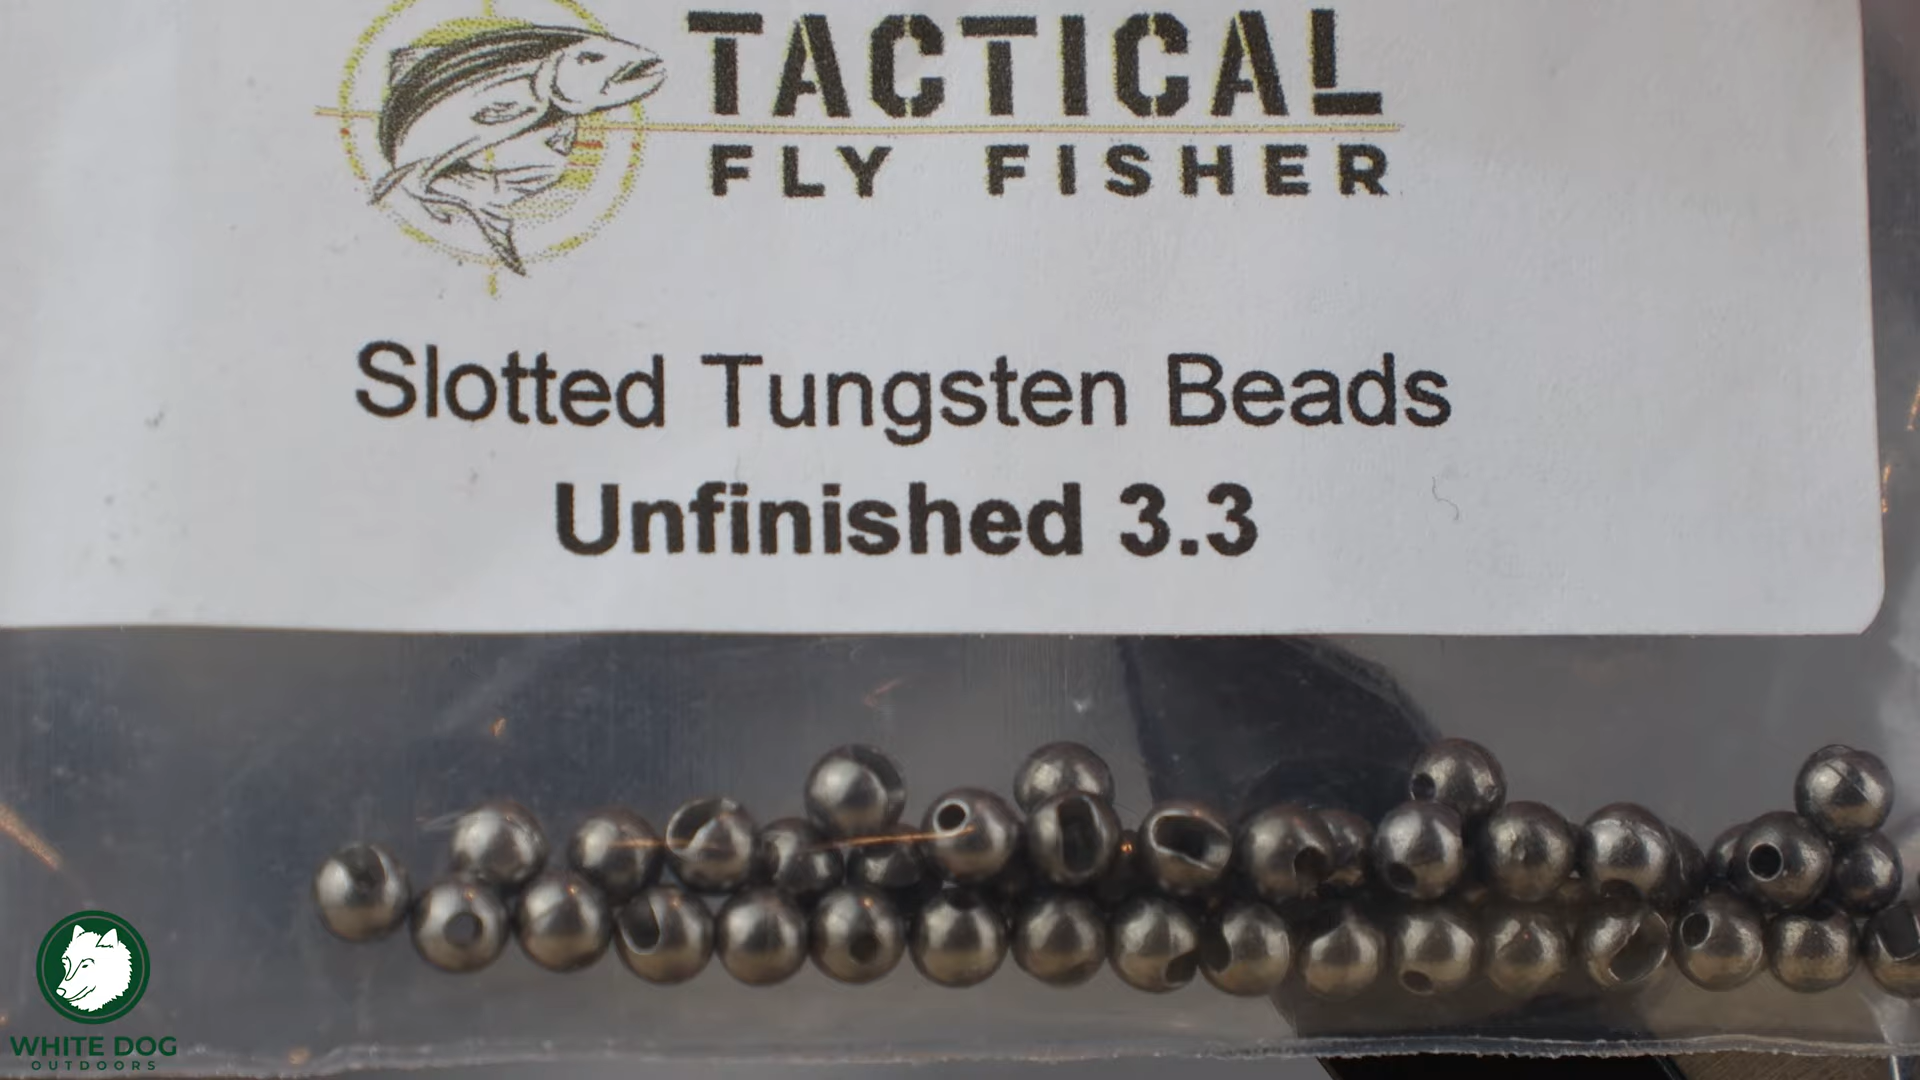 TACTICAL
FLY FISHER
Slotted Tungsten Beads
Unfinished 3.3
WHITE DOG
OUTDOORS